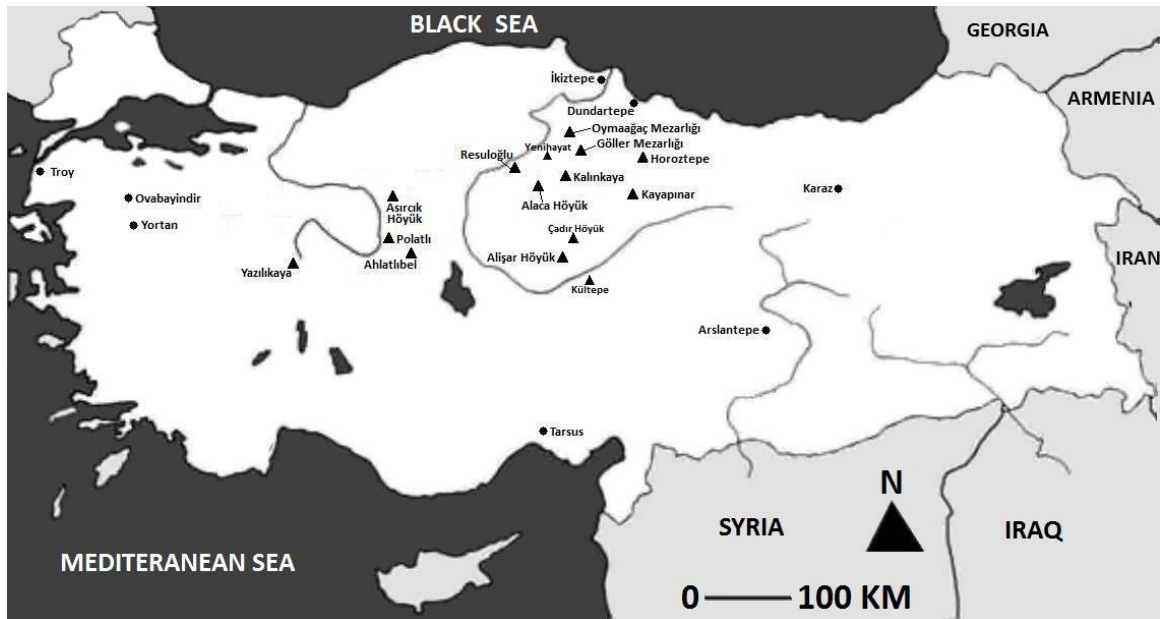 BLACK SEA
GEORGIA
ARMENIA
İkiztepe
Dundartepe
Oymaağaç Mezarlığı
Yenihayat
Göller Mezarlığı
Resuloğlu
Horoztepe
Troy
Kalınkaya
Karaz
Ovabayindir
Asırcık
Höyük
Alaca Höyük
Kayapınar
Yortan
Polatlı
Çadır Höyük
IRAN
Ahlatlıbel
Alişar Höyük
Yazılıkaya
Kültepe
Arslantepe
Tarsus
N
SYRIA
IRAQ
MEDITERANEAN SEA
0
100 KM